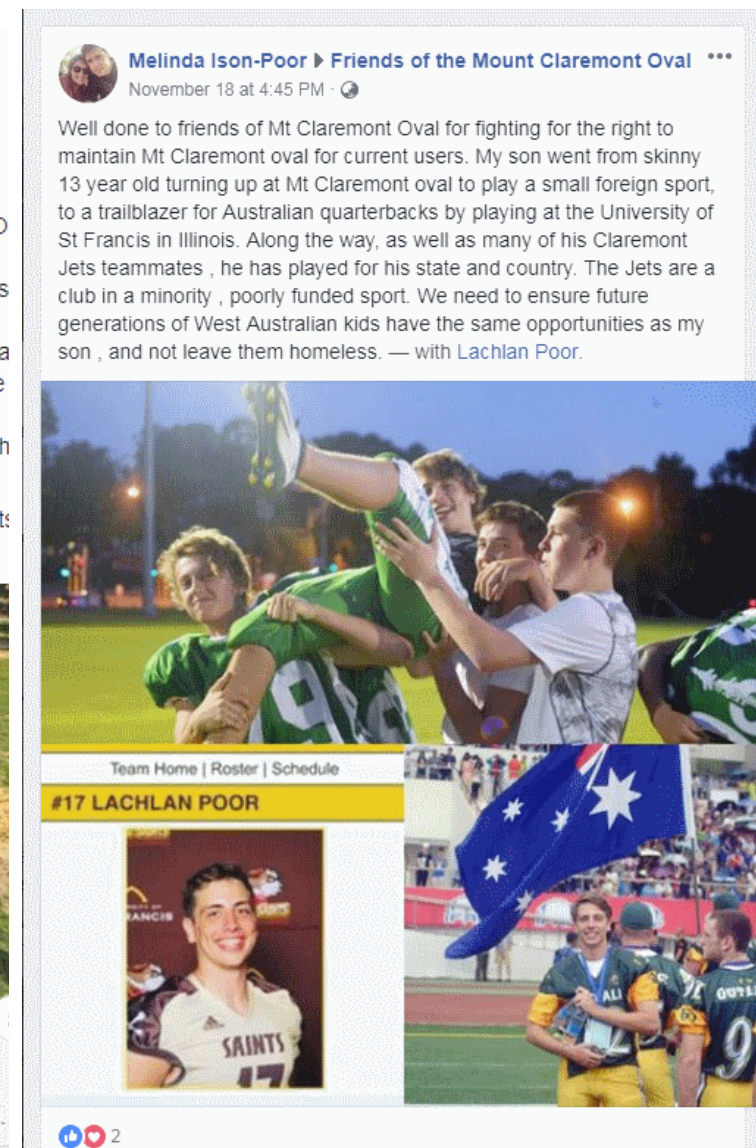 Melinda Ison-Poor ▶ Friends of the Mount Claremont Oval
November 18 at 4:45 PM ·
Well done to friends of Mt Claremont Oval for fighting for the right to
maintain Mt Claremont oval for current users. My son went from skinny
13 year old turning up at Mt Claremont oval to play a small foreign sport,
to a trailblazer for Australian quarterbacks by playing at the University of
St Francis in Illinois. Along the way, as well as many of his Claremont
Jets teammates , he has played for his state and country. The Jets are a
club in a minority , poorly funded sport. We need to ensure future
generations of West Australian kids have the same opportunities as my
son , and not leave them homeless. — with Lachlan Poor.
9
Team Home | Roster | Schedule
#17 LACHLAN POOR
RANCIS
SAINTS
17
ALI
OUTB
9
2